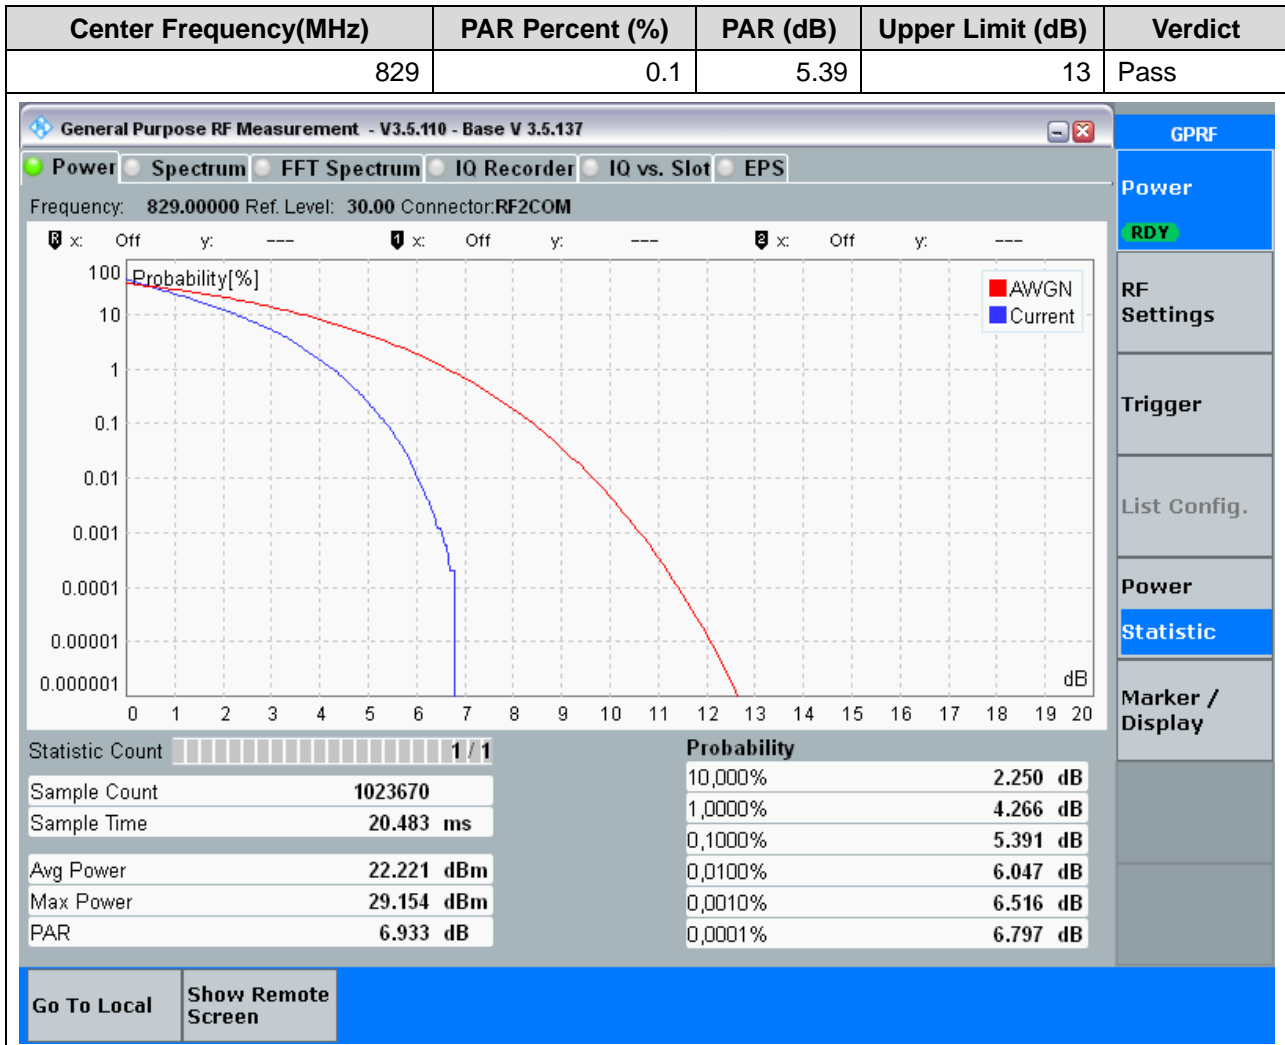 Center Frequency(MHz) PAR Percent (%) PAR (dB) Upper Limit (dB) Verdict
829 0.1 5.39 13 Pass
General Purpose RF Measurement - V3.5.110 - Base V 3.5.137
GPRF
Power Spectrum FFT Spectrum IQ Recorder IQ vs. Slot EPS
Power
RDY
Frequency: 829.00000 Ref. Level: 30.00 Connector:RF2COM
R x: Off y: --- 1 x: Off y: --- 2 x: Off y: ---
Probability[%]
AWGN
Current
100
10
1
0.1
0.01
0.001
0.0001
0.00001
0.000001
dB
0 1 2 3 4 5 6 7 8 9 10 11 12 13 14 15 16 17 18 19 20
RF
Settings
Trigger
List Config.
Power
Statistic
Marker /
Display
Statistic Count 1 / 1
Sample Count 1023670
Sample Time 20.483 ms
Avg Power 22.221 dBm
Max Power 29.154 dBm
PAR 6.933 dB
Probability
10,000% 2.250 dB
1,0000% 4.266 dB
0,1000% 5.391 dB
0,0100% 6.047 dB
0,0010% 6.516 dB
0,0001% 6.797 dB
Go To Local
Show Remote
Screen